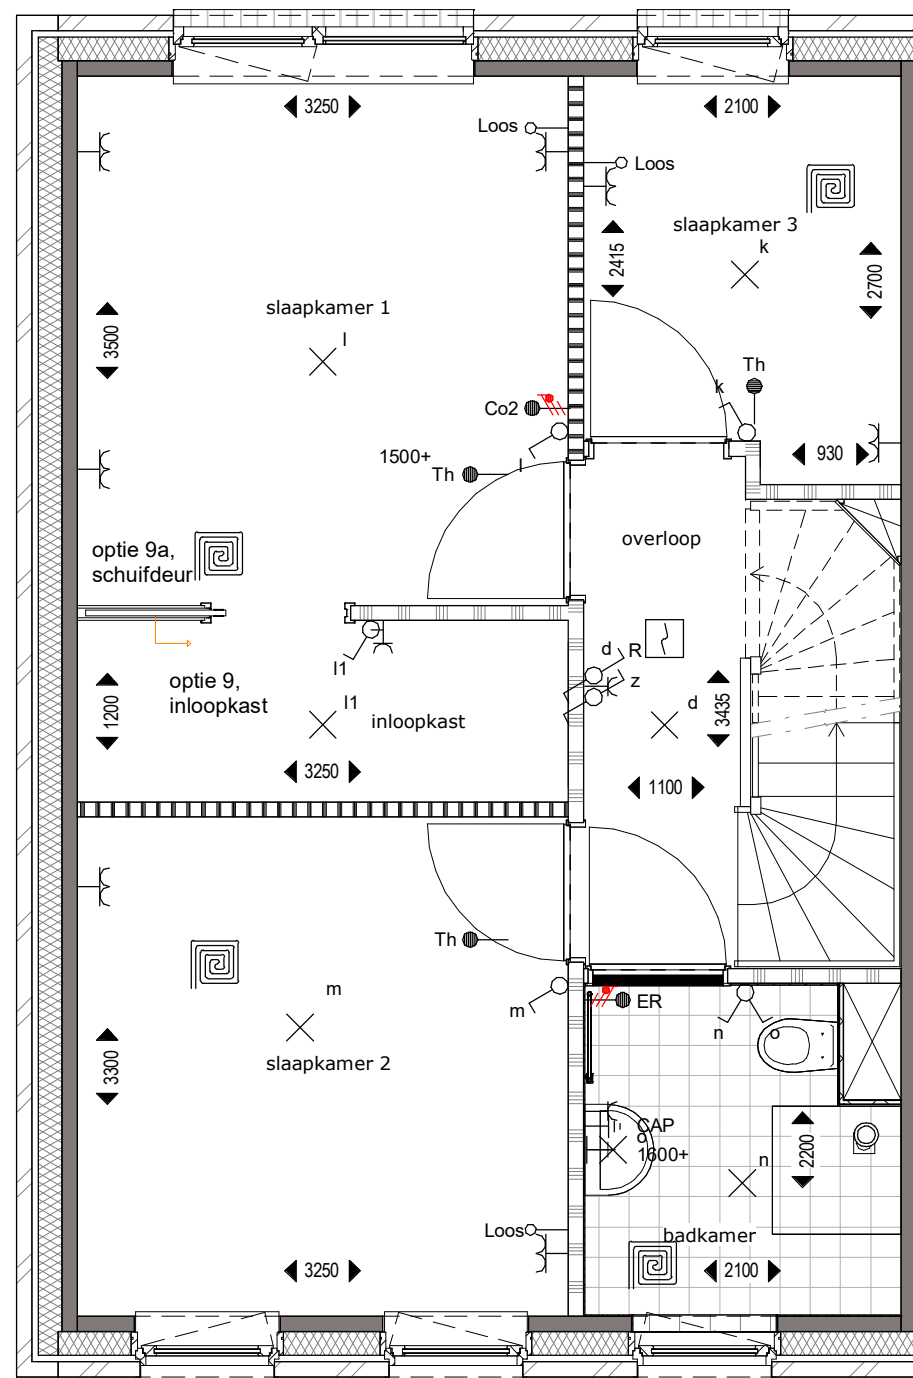 3250
2100
Loos
Loos
slaapkamer 3
k
2415
2700
slaapkamer 1
l
3500
Th
k
Co2
1500+
l
Th
930
optie 9a,
schuifdeur
overloop
l1
d R
z
optie 9,
inloopkast
l1
inloopkast
1200
d
3435
3250
1100
Th
m
m
ER
n
o
slaapkamer 2
3300
CAP
o
1600+
n
2200
Loos
badkamer
3250
2100